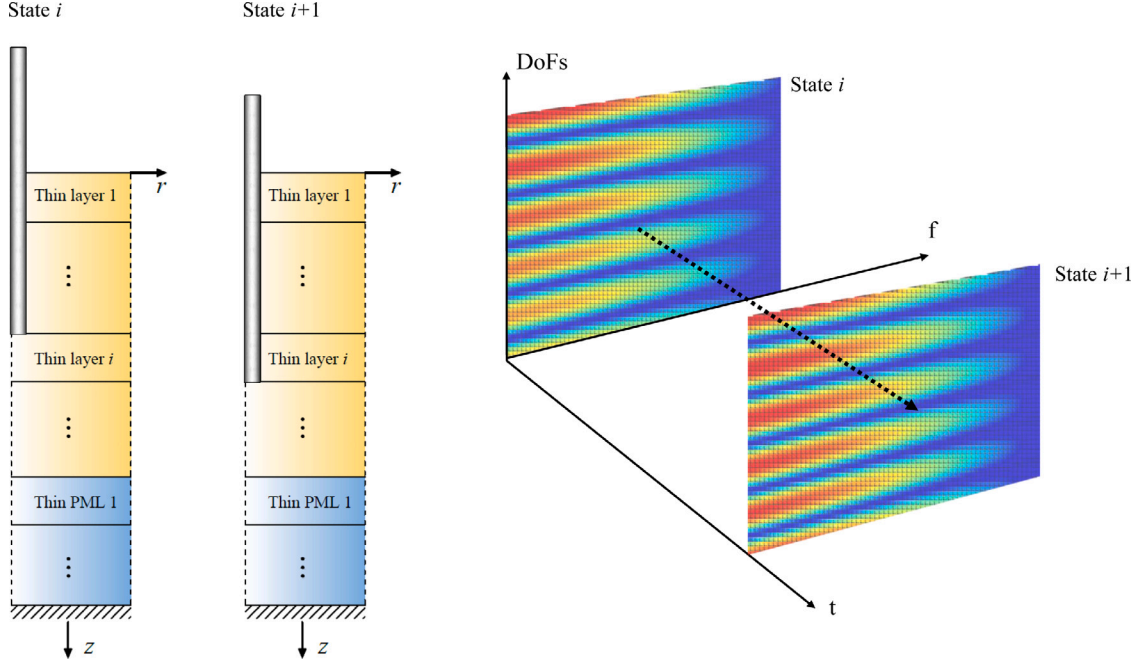 State i
State i+1
r
Thin layer 1
Thin layer i
Thin PML 1
z
r
Thin layer 1
Thin layer i
Thin PML 1
z
DoFs
State i
f
State i+1
t